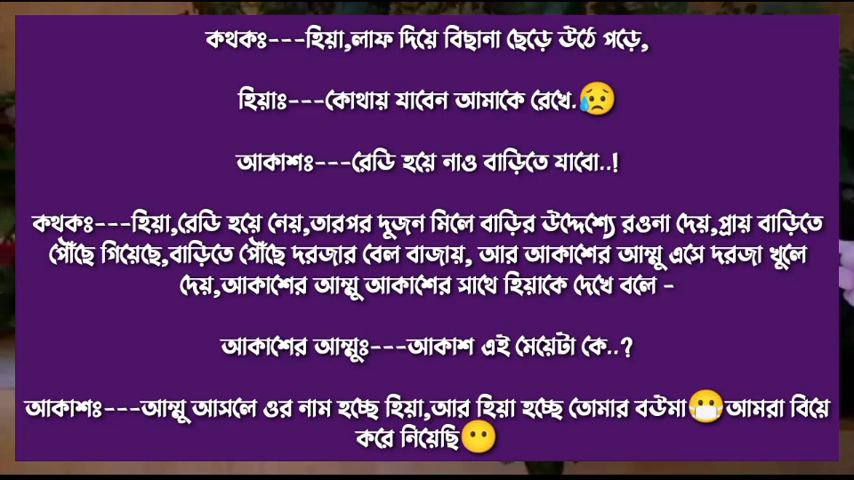 কথকঃ---হিয়া,লাফ দিয়ে বিছানা ছেড়ে উঠে পড়ে,
হিয়াঃ---কোথায় যাবেন আমাকে রেখে.😥
আকাশঃ---রেডি হয়ে নাও বাড়িতে যাবো..!
কথকঃ---হিয়া,রেডি হয়ে নেয়,তারপর দুজন মিলে বাড়ির উদ্দেশ্যে রওনা দেয়,প্রায় বাড়িতে
পৌঁছে গিয়েছে,বাড়িতে পৌঁছে দরজার বেল বাজায়, আর আকাশের আম্মু এসে দরজা খুলে
দেয়,আকাশের আম্মু আকাশের সাথে হিয়াকে দেখে বলে -
আকাশের আম্মুঃ---আকাশ এই মেয়েটা কে..?
আকাশঃ---আম্মু আসলে ওর নাম হচ্ছে হিয়া,আর হিয়া হচ্ছে তোমার বউমা😷আমরা বিয়ে
করে নিয়েছি😶